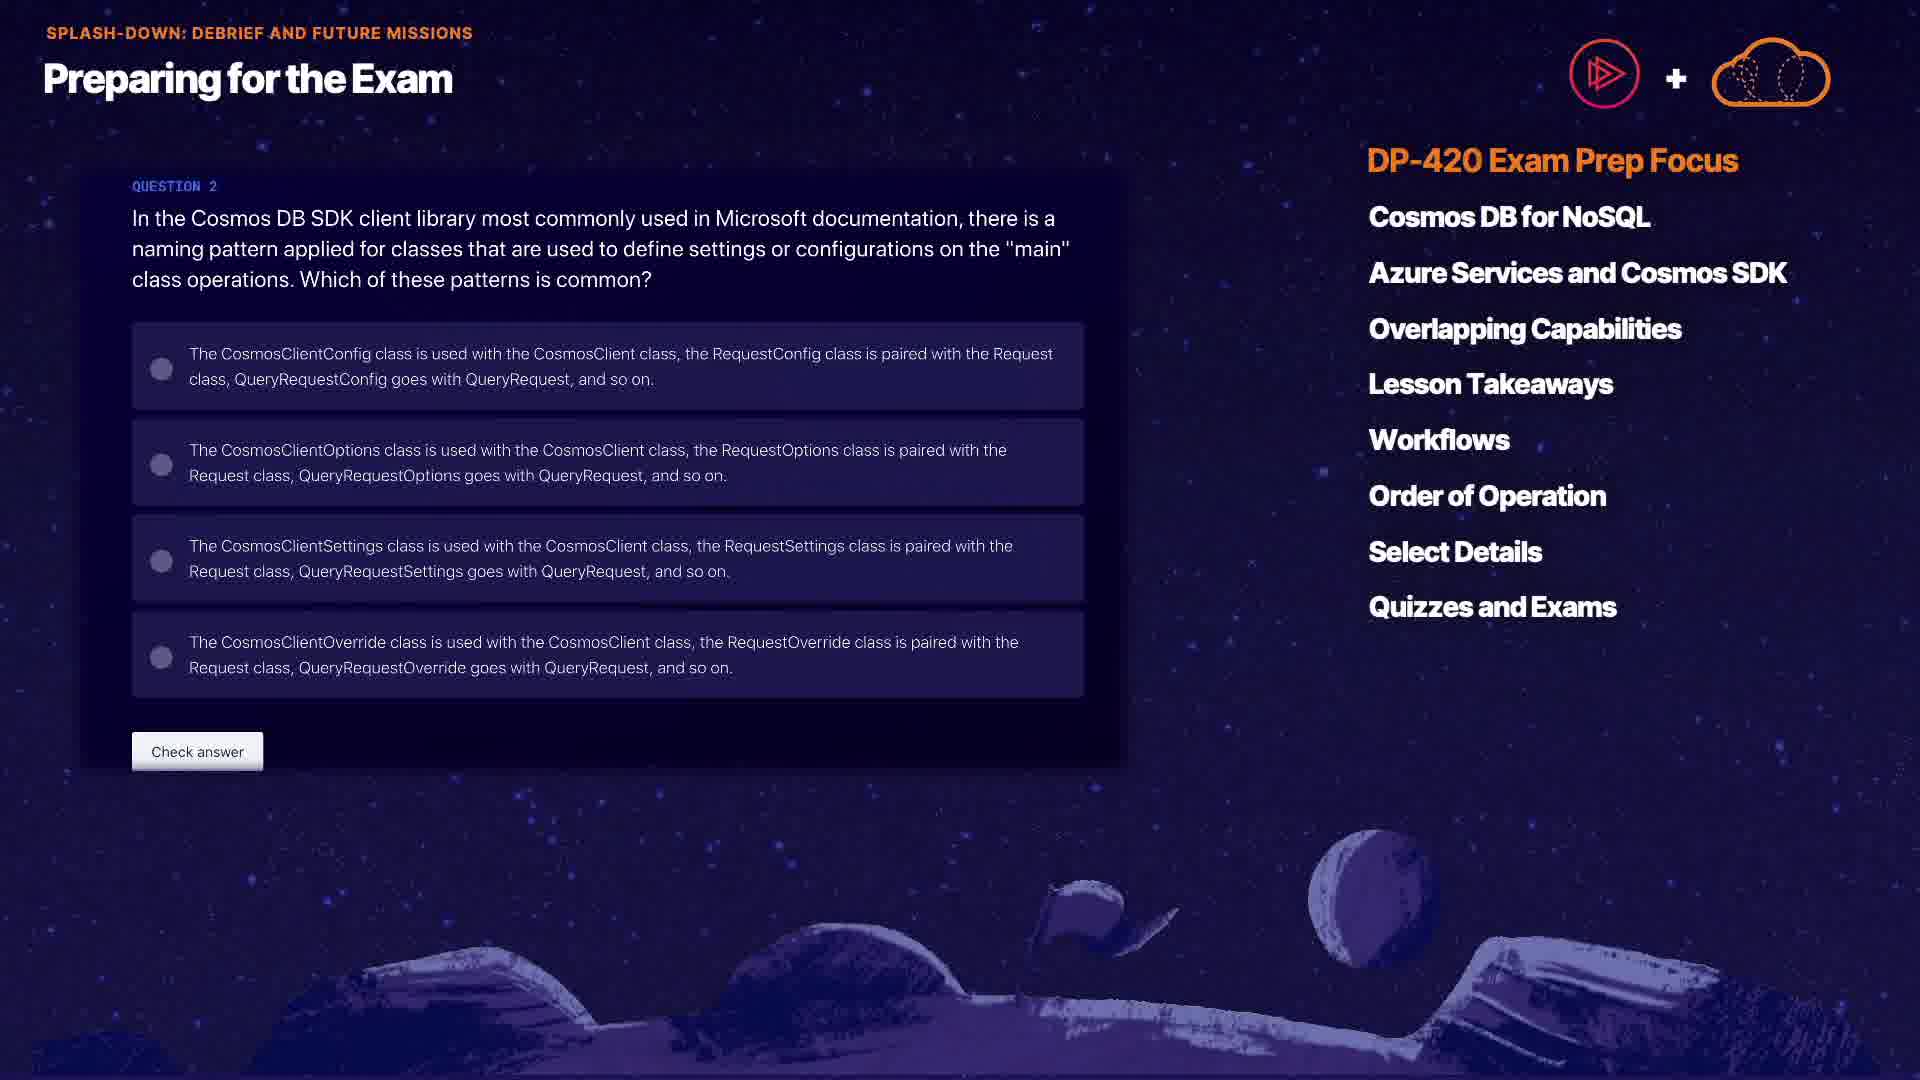 SPLASH-DOWN: DEBRIEF AND FUTURE MISSIONS
Preparing for the Exam
QUESTION 2
In the Cosmos DB SDK client library most commonly used in Microsoft documentation, there is a
naming pattern applied for classes that are used to define settings or configurations on the "main"
class operations. Which of these patterns is common?
The CosmosClientConfig class is used with the CosmosClient class, the RequestConfig class is paired with the Request
class, QueryRequestConfig goes with QueryRequest, and so on.
The CosmosClientOptions class is used with the CosmosClient class, the RequestOptions class is paired with the
Request class, QueryRequestOptions goes with QueryRequest, and so on.
The CosmosClientSettings class is used with the CosmosClient class, the RequestSettings class is paired with the
Request class, QueryRequestSettings goes with QueryRequest, and so on.
The CosmosClientOverride class is used with the CosmosClient class, the RequestOverride class is paired with the
Request class, QueryRequestOverride goes with QueryRequest, and so on.
Check answer
+
DP-420 Exam Prep Focus
Cosmos DB for NoSQL
Azure Services and Cosmos SDK
Overlapping Capabilities
Lesson Takeaways
Workflows
Order of Operation
Select Details
Quizzes and Exams